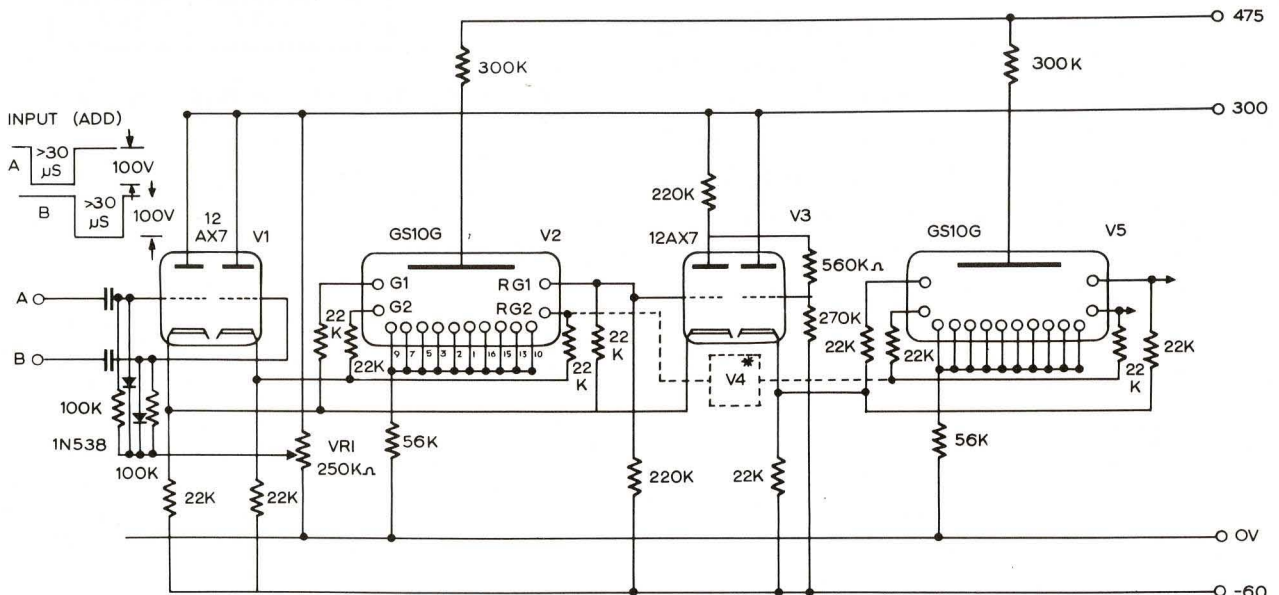 475
300K
300K
300
INPUT (ADD)
A
>30
µS
100V
B
>30
µS
100V
12
AX7
V1
GS10G
V2
220K
12AX7
V3
GS10G
V5
560KΩ
A
G1
G2
RG1
RG2
270K
22
K
22K
9 7 5 3 2 1 16 15 13 10
22
K
22
K
V4*
22K
22K
22
K
22K
B
100K
1N538
100K
VR1
250KΩ
56K
56K
22K
22K
220K
22K
0V
-60